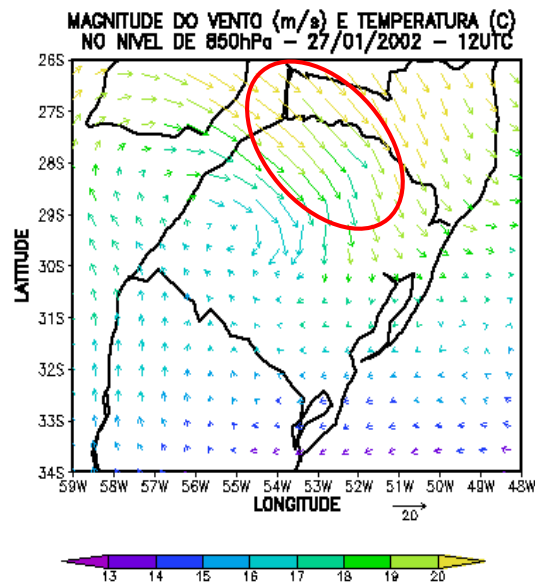 MAGNITUDE DO VENTO (m/s) E TEMPERATURA (C)
NO NIVEL DE 850hPa – 27/01/2002 – 12UTC
26S
27S
28S
29S
30S
31S
32S
33S
34S
LATITUDE
59W 58W 57W 56W 55W 54W 53W 52W 51W 50W 49W 48W
LONGITUDE
20
13 14 15 16 17 18 19 20